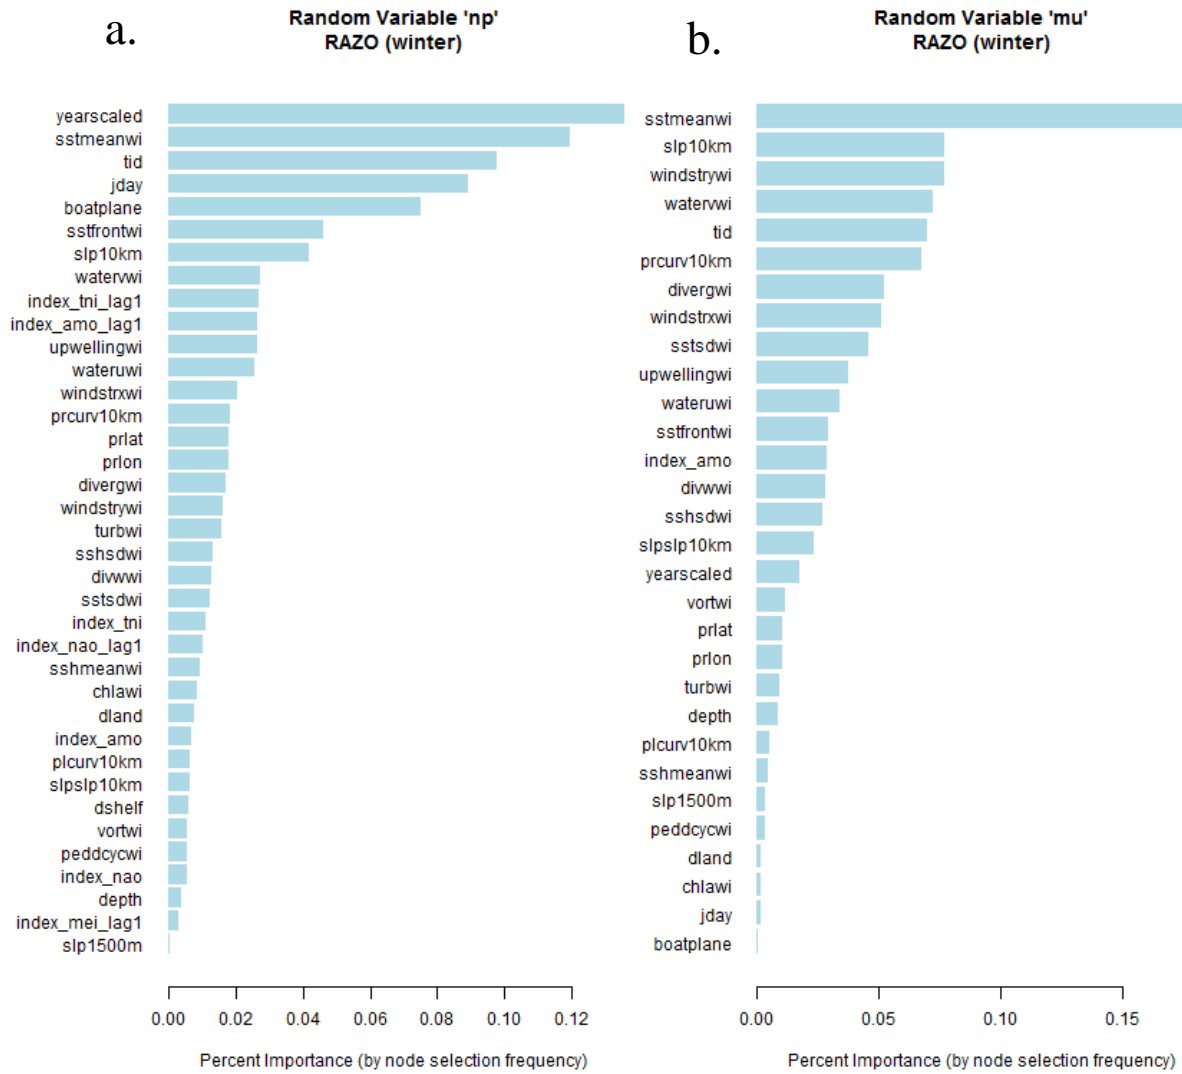 a.
Random Variable 'np'
RAZO (winter)
yearscaled
sstmeanwi
tid
jday
boatplane
sstfrontwi
slp10km
watervwi
index_tni_lag1
index_amo_lag1
upwellingwi
wateruwi
windstrxwi
prcurv10km
prlat
prlon
divergwi
windstrywi
turbwi
sshsdwi
divwwi
sstsdwi
index_tni
index_nao_lag1
sshmeanwi
chlawi
dland
index_amo
plcurv10km
slpslp10km
dshelf
vortwi
peddcycwi
index_nao
depth
index_mei_lag1
slp1500m
0.00 0.02 0.04 0.06 0.08 0.10 0.12
Percent Importance (by node selection frequency)
b.
Random Variable 'mu'
RAZO (winter)
sstmeanwi
slp10km
windstrywi
watervwi
tid
prcurv10km
divergwi
windstrxwi
sstsdwi
upwellingwi
wateruwi
sstfrontwi
index_amo
divwwi
sshsdwi
slpslp10km
yearscaled
vortwi
prlat
prlon
turbwi
depth
plcurv10km
sshmeanwi
slp1500m
peddcycwi
dland
chlawi
jday
boatplane
0.00 0.05 0.10 0.15
Percent Importance (by node selection frequency)